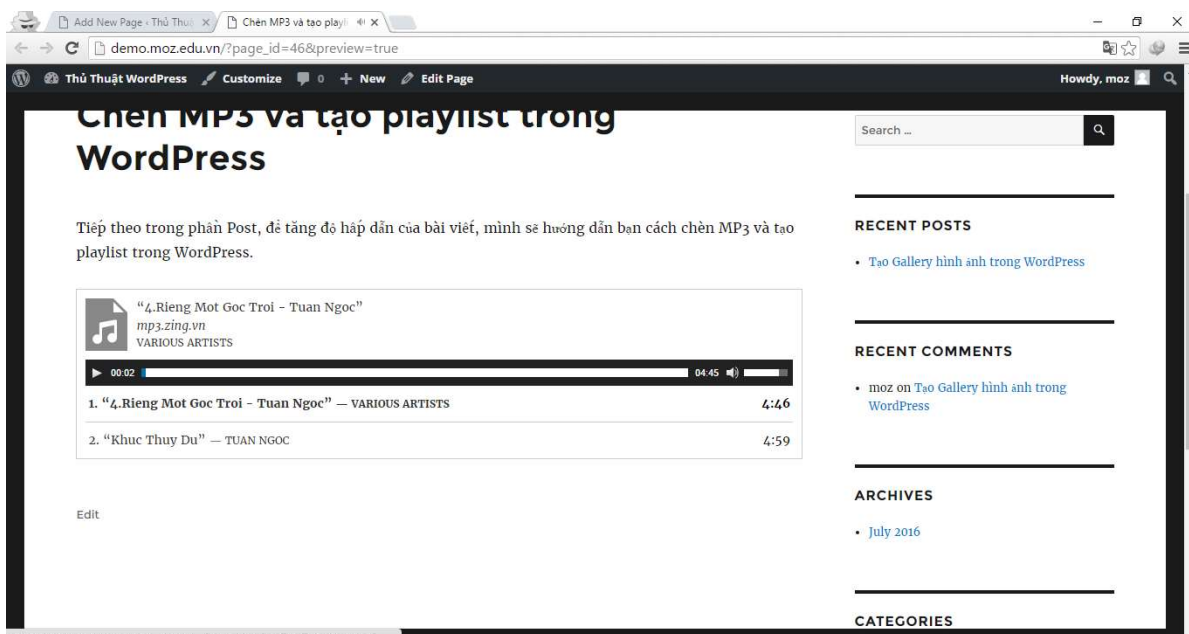 Add New Page ‹ Thủ Thuậ
Chèn MP3 và tạo playli
demo.moz.edu.vn/?page_id=46&preview=true
Thủ Thuật WordPress Customize 0 New Edit Page Howdy, moz
Chèn MP3 và tạo playlist trong
WordPress
Tiếp theo trong phần Post, để tăng độ hấp dẫn của bài viết, mình sẽ hướng dẫn bạn cách chèn MP3 và tạo
playlist trong WordPress.
“4.Rieng Mot Goc Troi - Tuan Ngoc”
mp3.zing.vn
VARIOUS ARTISTS
00:02 04:45
1. “4.Rieng Mot Goc Troi - Tuan Ngoc” — VARIOUS ARTISTS 4:46
2. “Khuc Thuy Du” — TUAN NGOC 4:59
Edit
Search ...
RECENT POSTS
• Tạo Gallery hình ảnh trong WordPress
RECENT COMMENTS
• moz on Tạo Gallery hình ảnh trong
WordPress
ARCHIVES
• July 2016
CATEGORIES